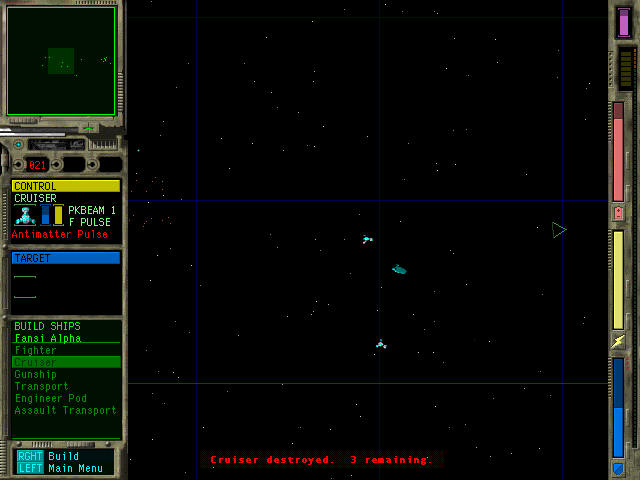 021
CONTROL
CRUISER
PKBEAM 1
F PULSE
Antimatter Pulse
TARGET
BUILD SHIPS
Fansi Alpha
Fighter
Cruiser
Gunship
Transport
Engineer Pod
Assault Transport
RGHT Build
LEFT Main Menu
Cruiser destroyed. 3 remaining.